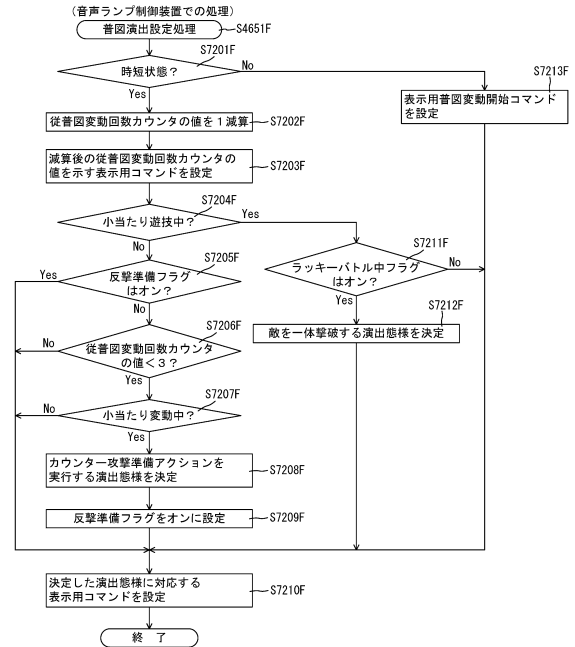 (音声ランプ制御装置での処理)
普図演出設定処理
S4651F
S7201F
時短状態？
No
Yes
S7213F
表示用普図変動開始コマンド
を設定
従普図変動回数カウンタの値を１減算
S7202F
減算後の従普図変動回数カウンタの
値を示す表示用コマンドを設定
S7203F
S7204F
小当たり遊技中？
Yes
No
S7205F
反撃準備フラグ
はオン？
Yes
No
S7211F
ラッキーバトル中フラグ
はオン？
No
Yes
S7212F
敵を一体撃破する演出態様を決定
S7206F
従普図変動回数カウンタ
の値＜３？
No
Yes
S7207F
小当たり変動中？
No
Yes
カウンター攻撃準備アクションを
実行する演出態様を決定
S7208F
反撃準備フラグをオンに設定
S7209F
決定した演出態様に対応する
表示用コマンドを設定
S7210F
終了